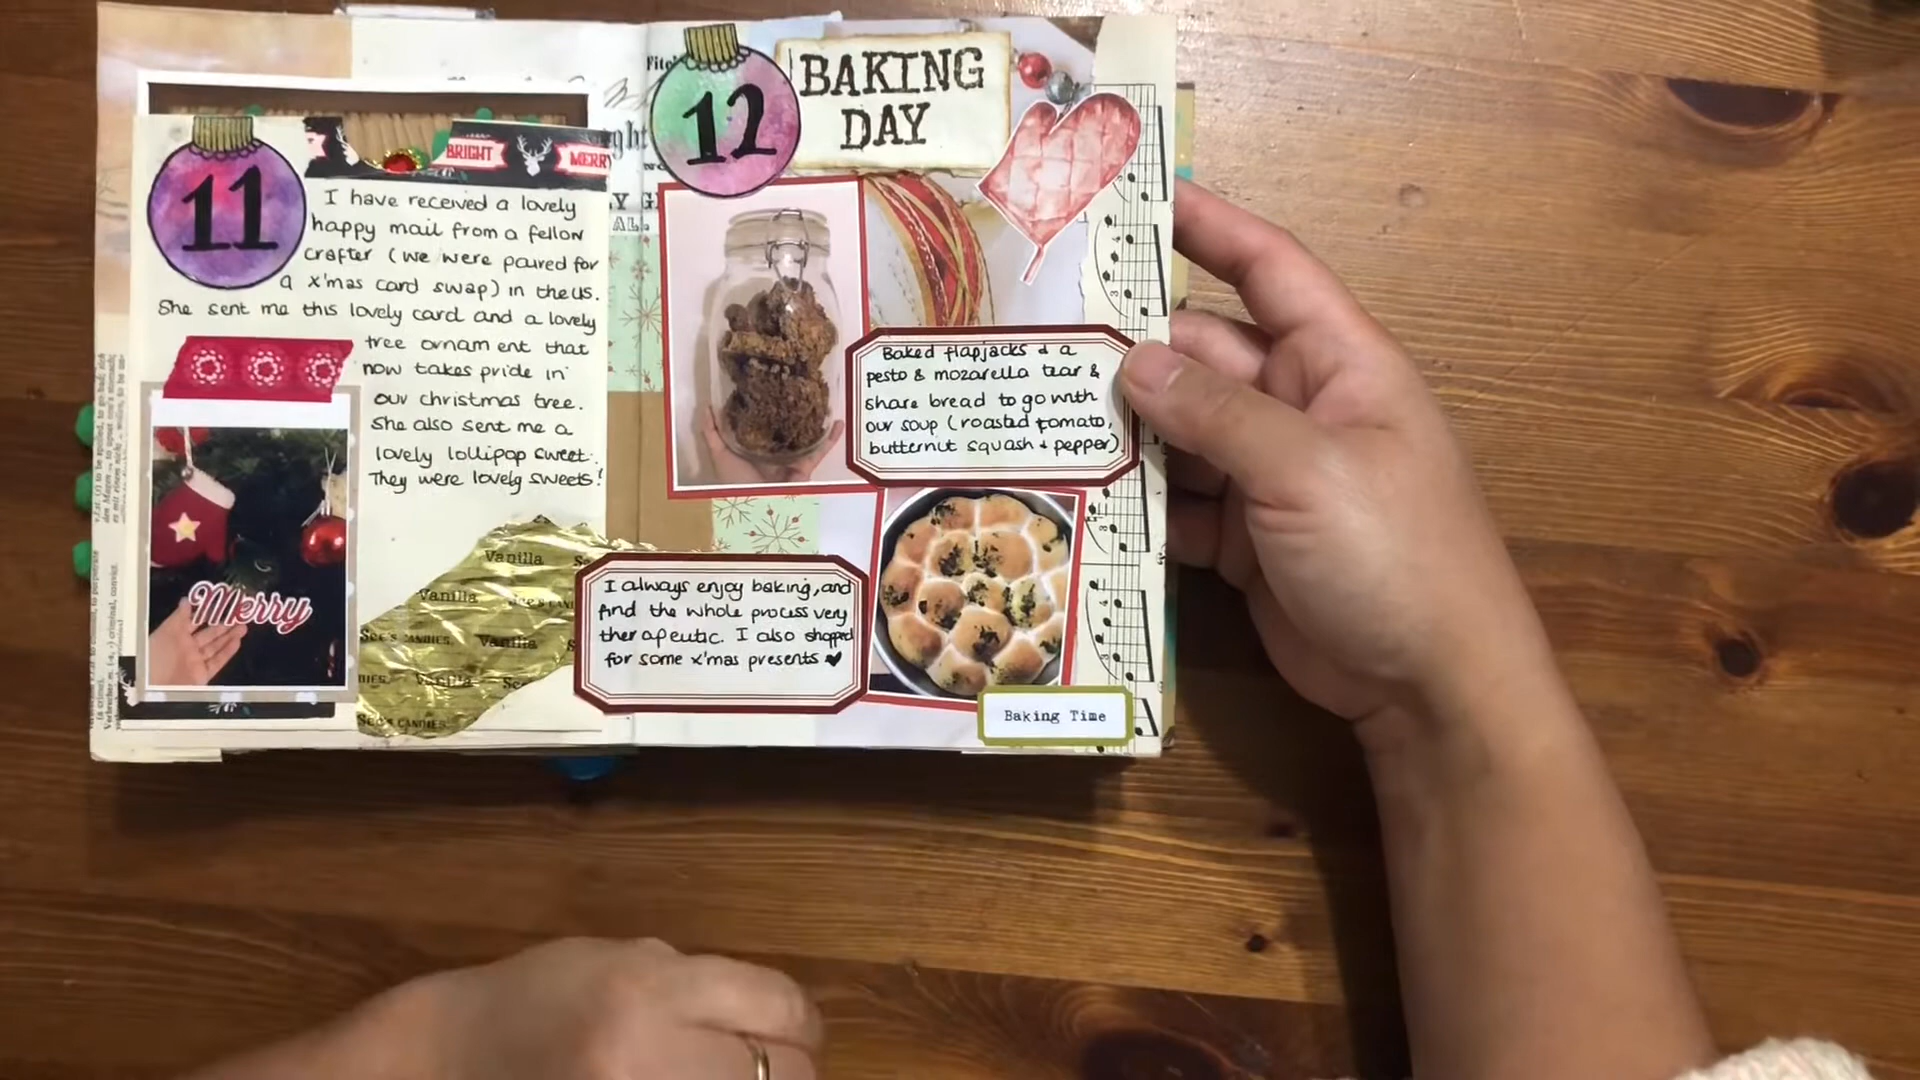 11
BRIGHT
MERRY
I have received a lovely
happy mail from a fellow
crafter (we were paired for
a x'mas card swap) in the US.
She sent me this lovely card and a lovely
tree ornament that
now takes pride in
our christmas tree.
She also sent me a
lovely lollipop sweet.
They were lovely sweets!
Merry
Vanilla
Vanilla
See's CANDIES.
Vanilla
See's CANDIES.
12
BAKING
DAY
Baked flapjacks & a
pesto & mozarella tear &
share bread to go with
our soup (roasted tomato,
butternut squash + pepper)
I always enjoy baking, and
find the whole process very
therapeutic. I also shopped
for some x'mas presents ♥
Baking Time